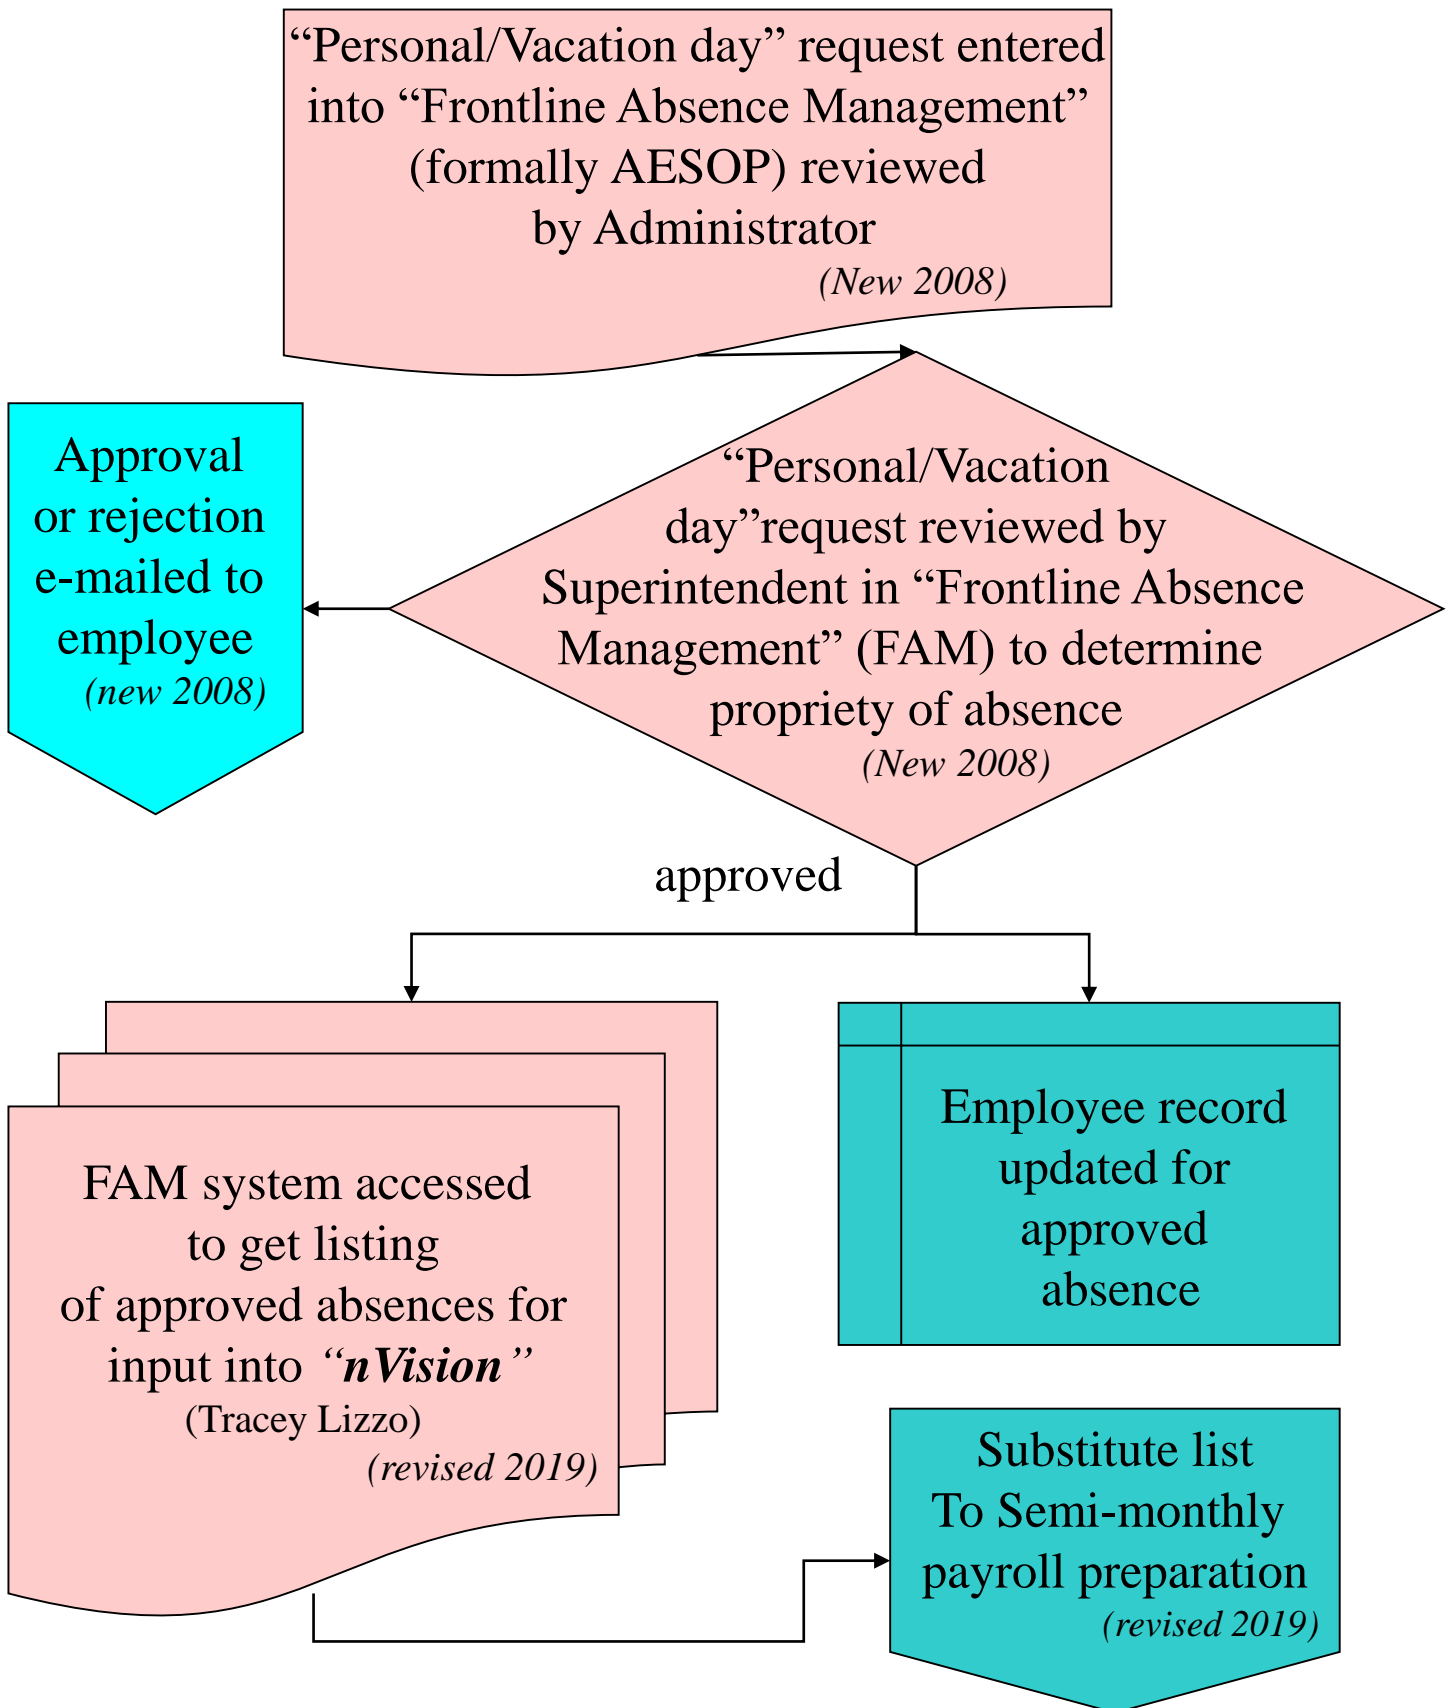 “Personal/Vacation day” request entered
into “Frontline Absence Management”
(formally AESOP) reviewed
by Administrator
(New 2008)
Approval
or rejection
e-mailed to
employee
(new 2008)
“Personal/Vacation
day”request reviewed by
Superintendent in “Frontline Absence
Management” (FAM) to determine
propriety of absence
(New 2008)
approved
FAM system accessed
to get listing
of approved absences for
input into “nVision”
(Tracey Lizzo)
(revised 2019)
Employee record
updated for
approved
absence
Substitute list
To Semi-monthly
payroll preparation
(revised 2019)